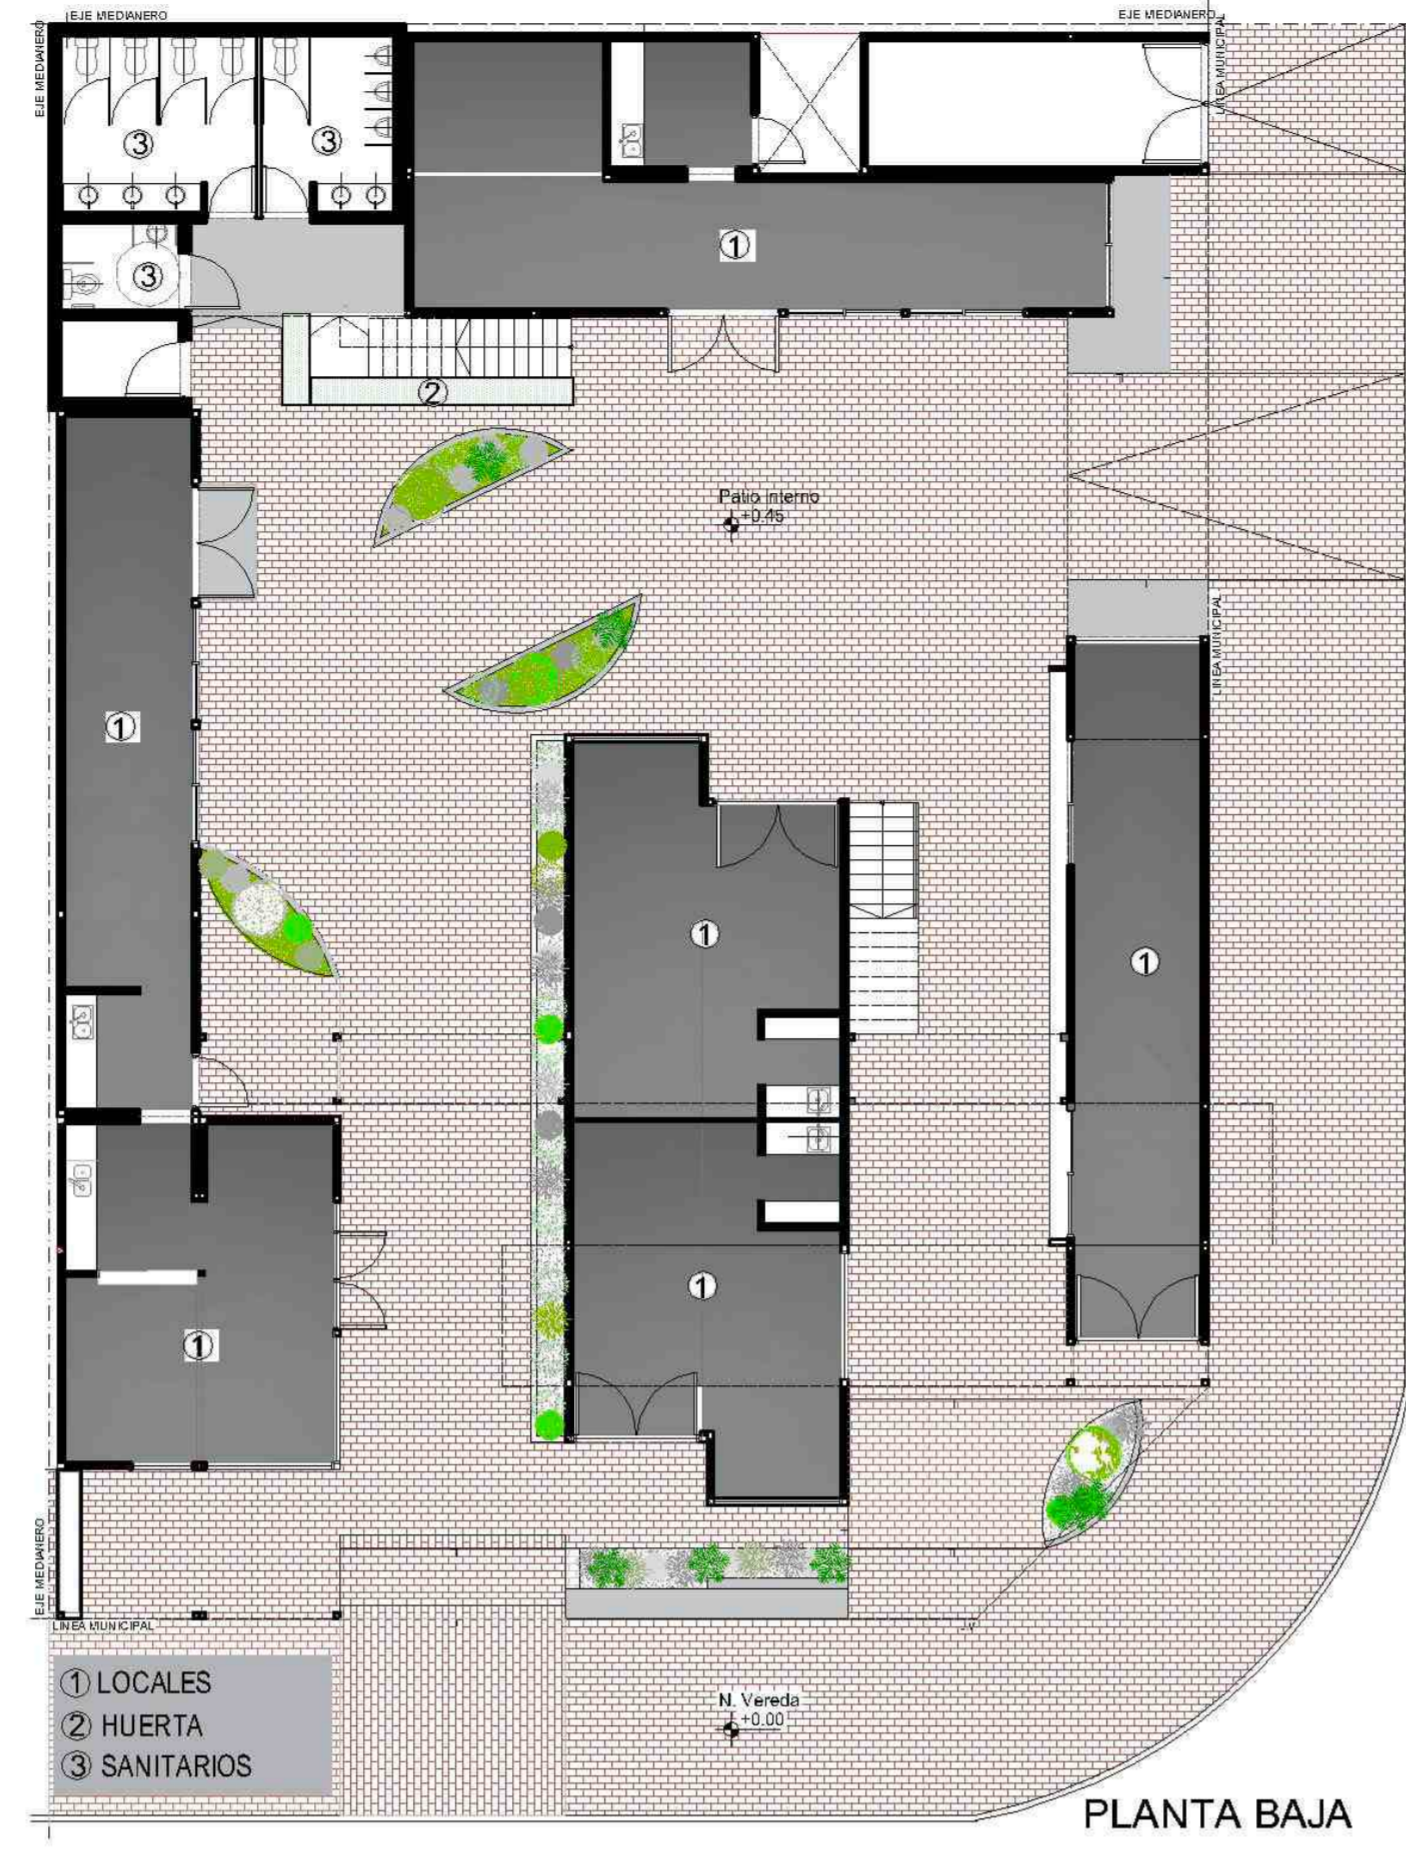 EJE MEDIANERO
EJE MEDIANERO
EJE MEDIANERO
LINEA MUNICIPAL
3
3
1
3
2
Patio interno
+0.45
LINEA MUNICIPAL
1
1
1
1
1
EJE MEDIANERO
LINEA MUNICIPAL
1 LOCALES
2 HUERTA
3 SANITARIOS
N. Vereda
+0.00
PLANTA BAJA